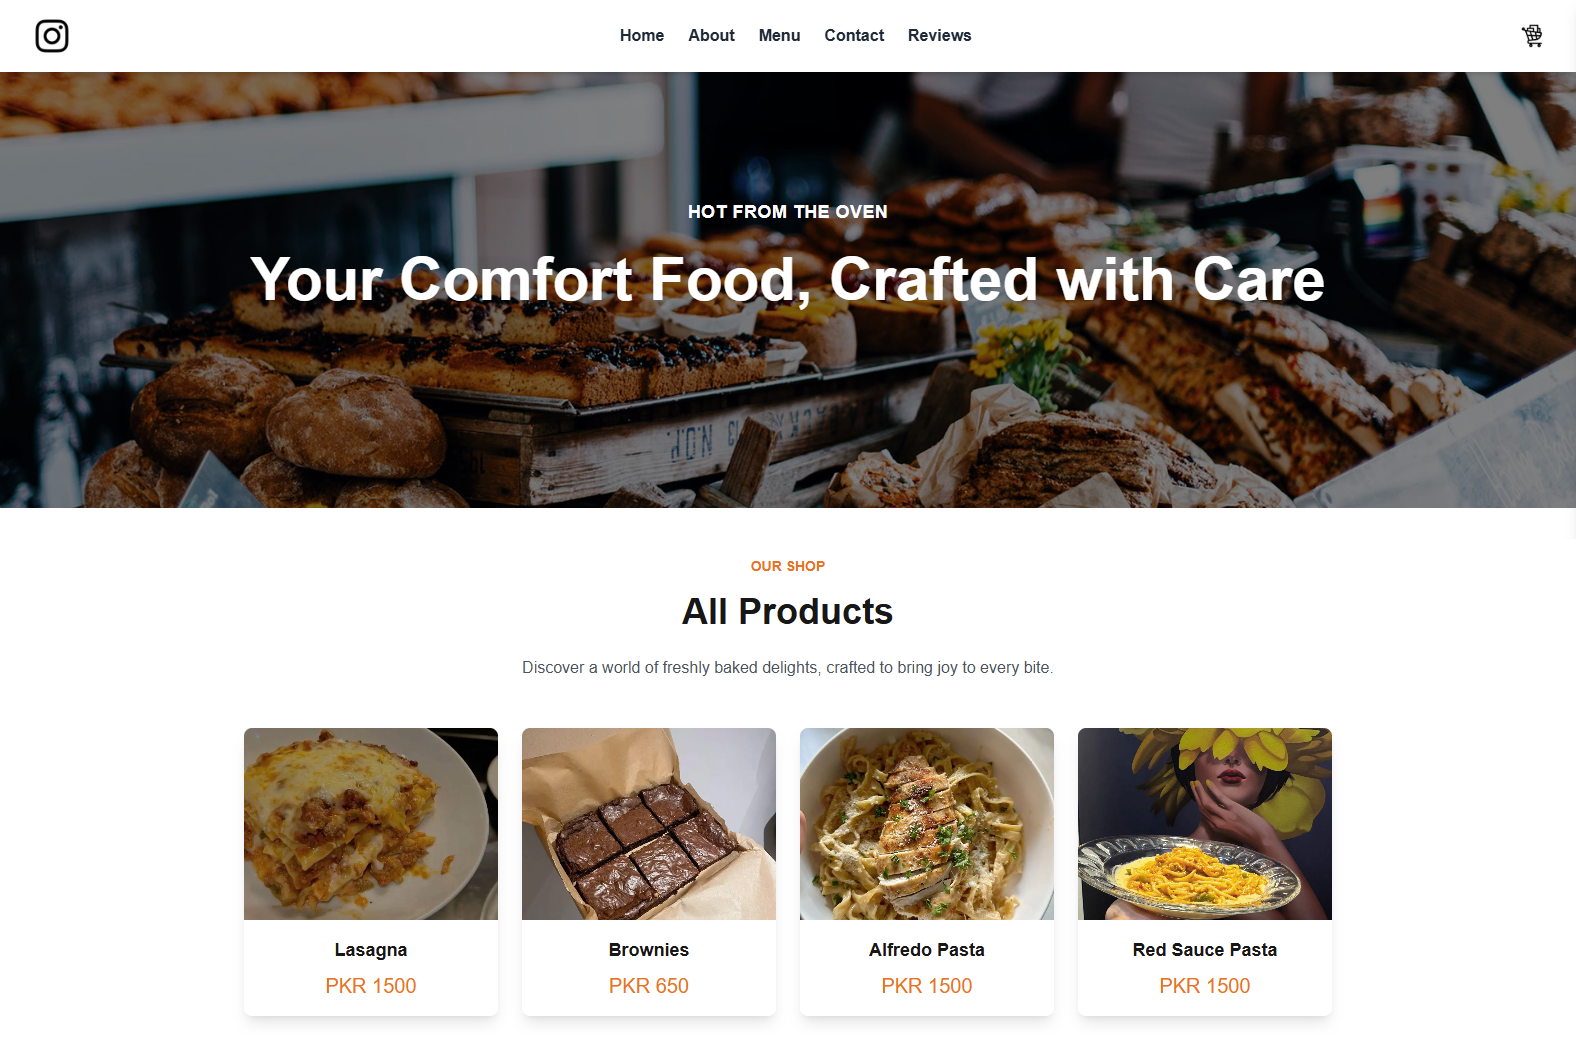 Home About Menu Contact Reviews
HOT FROM THE OVEN
Your Comfort Food, Crafted with Care
OUR SHOP
All Products
Discover a world of freshly baked delights, crafted to bring joy to every bite.
Lasagna
PKR 1500
Brownies
PKR 650
Alfredo Pasta
PKR 1500
Red Sauce Pasta
PKR 1500